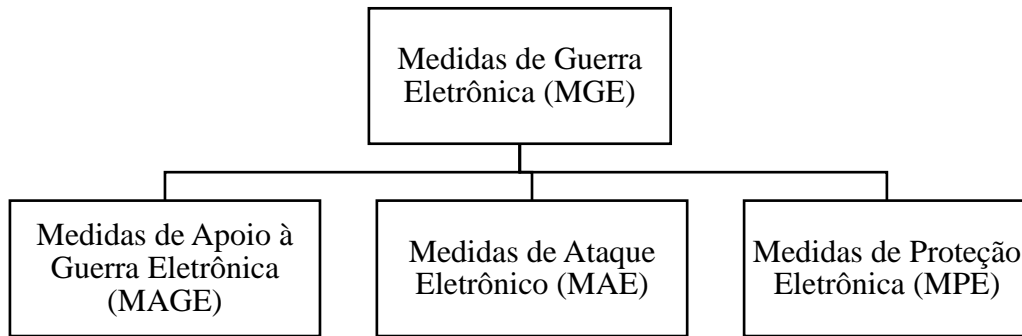 Medidas de Guerra
Eletrônica (MGE)
Medidas de Apoio à
Guerra Eletrônica
(MAGE)
Medidas de Ataque
Eletrônico (MAE)
Medidas de Proteção
Eletrônica (MPE)